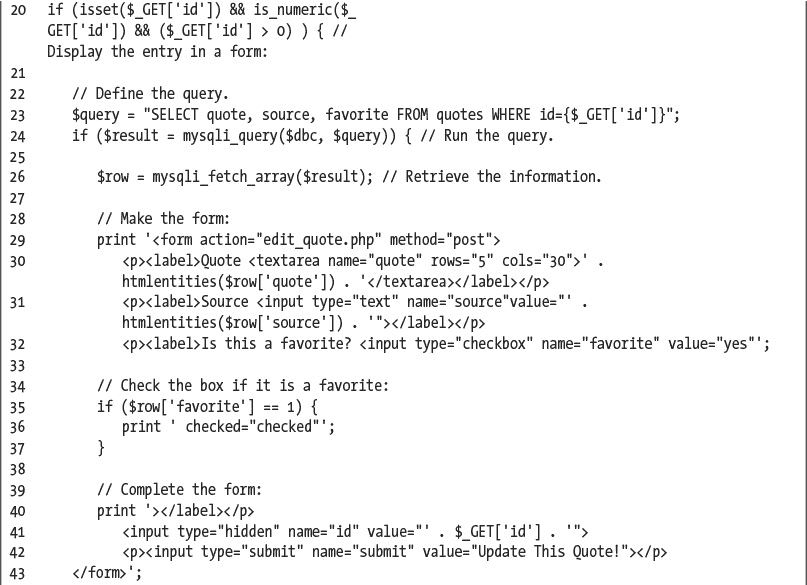 20 if (isset($_GET['id']) && is_numeric($_
GET['id']) && ($_GET['id'] > 0) ) { //
Display the entry in a form:
21
22 // Define the query.
23 $query = "SELECT quote, source, favorite FROM quotes WHERE id={$_GET['id']}";
24 if ($result = mysqli_query($dbc, $query)) { // Run the query.
25
26 $row = mysqli_fetch_array($result); // Retrieve the information.
27
28 // Make the form:
29 print '<form action="edit_quote.php" method="post">
30 <p><label>Quote <textarea name="quote" rows="5" cols="30">' .
htmlentities($row['quote']) . '</textarea></label></p>
31 <p><label>Source <input type="text" name="source"value="' .
htmlentities($row['source']) . '"></label></p>
32 <p><label>Is this a favorite? <input type="checkbox" name="favorite" value="yes"';
33
34 // Check the box if it is a favorite:
35 if ($row['favorite'] == 1) {
36 print ' checked="checked"';
37 }
38
39 // Complete the form:
40 print '></label></p>
41 <input type="hidden" name="id" value="' . $_GET['id'] . '">
42 <p><input type="submit" name="submit" value="Update This Quote!"></p>
43 </form>';